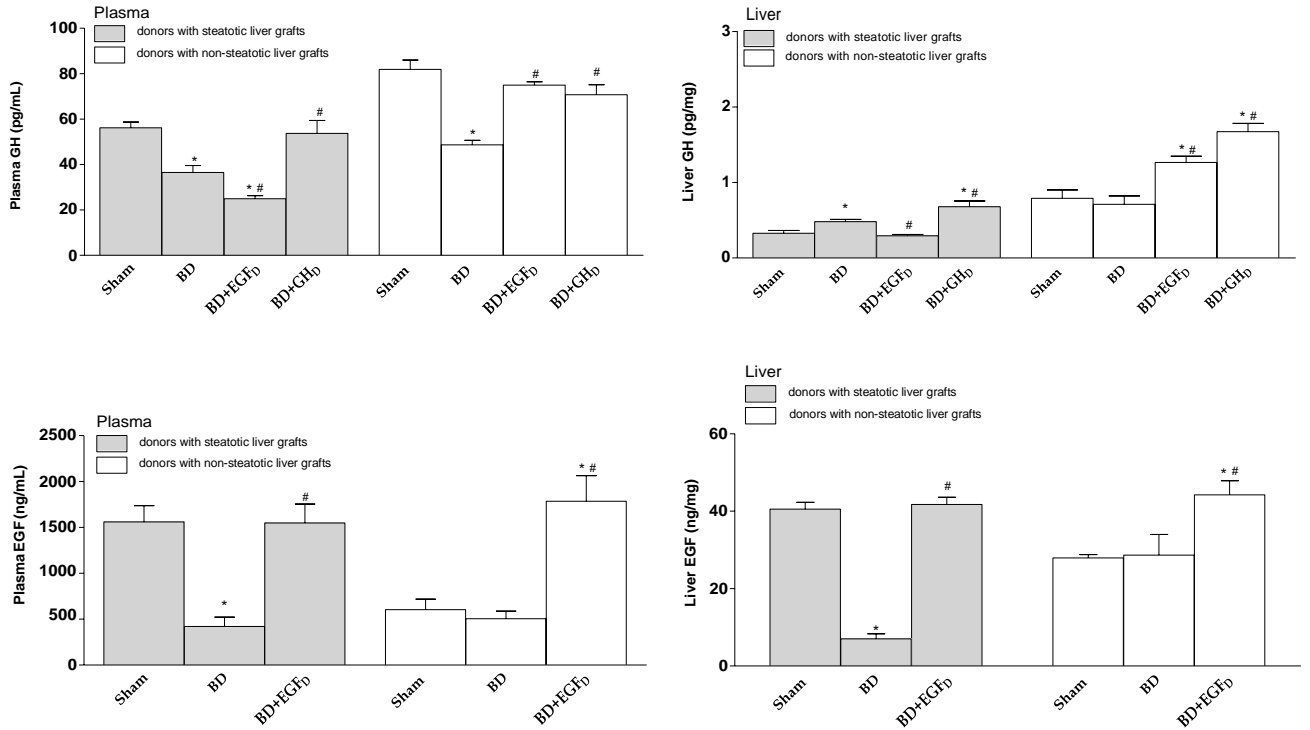 Plasma
donors with steatotic liver grafts
donors with non-steatotic liver grafts
Plasma GH (pg/mL)
100
80
60
40
20
0
*
* #
#
*
#
#
Sham
BD
BD+EGFD
BD+GHD
Sham
BD
BD+EGFD
BD+GHD
Liver
donors with steatotic liver grafts
donors with non-steatotic liver grafts
Liver GH (pg/mg)
3
2
1
0
*
#
* #
* #
* #
Sham
BD
BD+EGFD
BD+GHD
Sham
BD
BD+EGFD
BD+GHD
Plasma
donors with steatotic liver grafts
donors with non-steatotic liver grafts
Plasma EGF (ng/mL)
2500
2000
1500
1000
500
0
*
#
* #
Sham
BD
BD+EGFD
Sham
BD
BD+EGFD
Liver
donors with steatotic liver grafts
donors with non-steatotic liver grafts
Liver EGF (ng/mg)
60
40
20
0
*
#
* #
Sham
BD
BD+EGFD
Sham
BD
BD+EGFD